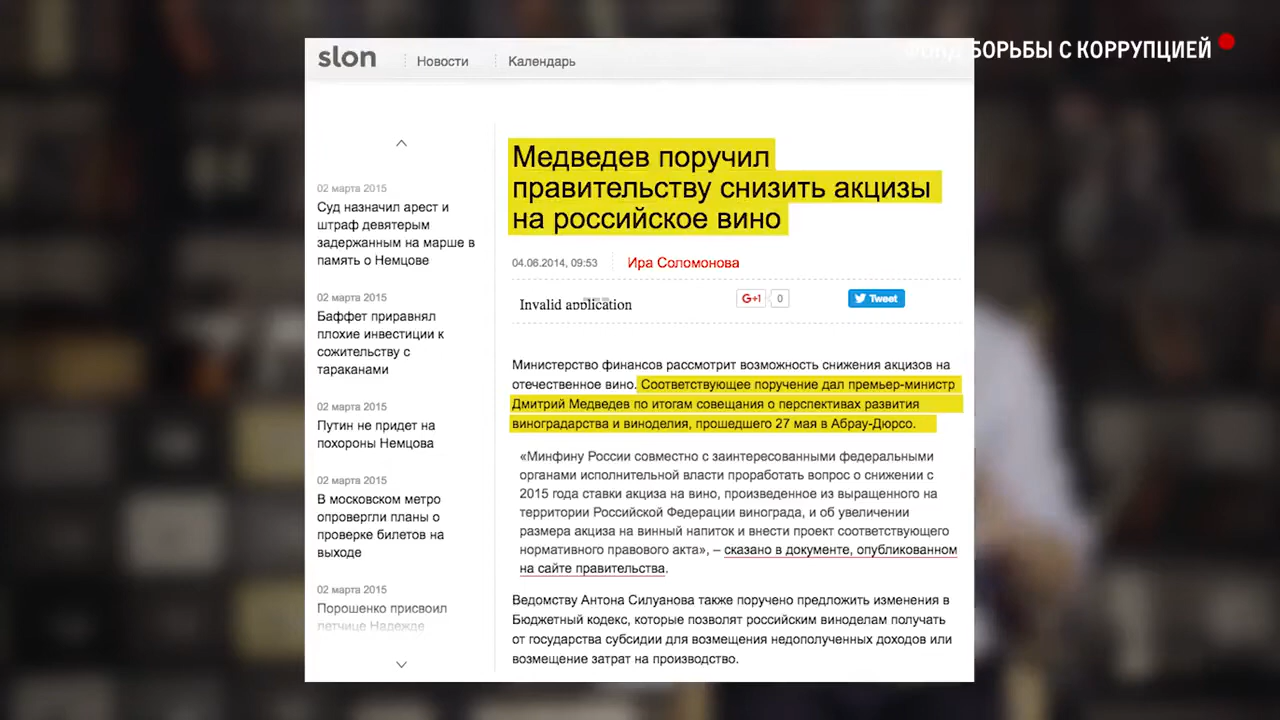 slon
Новости
Календарь
ФОНД БОРЬБЫ С КОРРУПЦИЕЙ
02 марта 2015
Суд назначил арест и
штраф девятерым
задержанным на марше в
память о Немцове
02 марта 2015
Баффет приравнял
плохие инвестиции к
сожительству с
тараканами
02 марта 2015
Путин не придет на
похороны Немцова
02 марта 2015
В московском метро
опровергли планы о
проверке билетов на
выходе
02 марта 2015
Порошенко присвоил
летчице Надежде
Медведев поручил
правительству снизить акцизы
на российское вино
04.06.2014, 09:53
Ира Соломонова
Invalid application
G+1 0
Tweet
Министерство финансов рассмотрит возможность снижения акцизов на
отечественное вино. Соответствующее поручение дал премьер-министр
Дмитрий Медведев по итогам совещания о перспективах развития
виноградарства и виноделия, прошедшего 27 мая в Абрау-Дюрсо.
«Минфину России совместно с заинтересованными федеральными
органами исполнительной власти проработать вопрос о снижении с
2015 года ставки акциза на вино, произведенное из выращенного на
территории Российской Федерации винограда, и об увеличении
размера акциза на винный напиток и внести проект соответствующего
нормативного правового акта», – сказано в документе, опубликованном
на сайте правительства.
Ведомству Антона Силуанова также поручено предложить изменения в
Бюджетный кодекс, которые позволят российским виноделам получать
от государства субсидии для возмещения недополученных доходов или
возмещение затрат на производство.